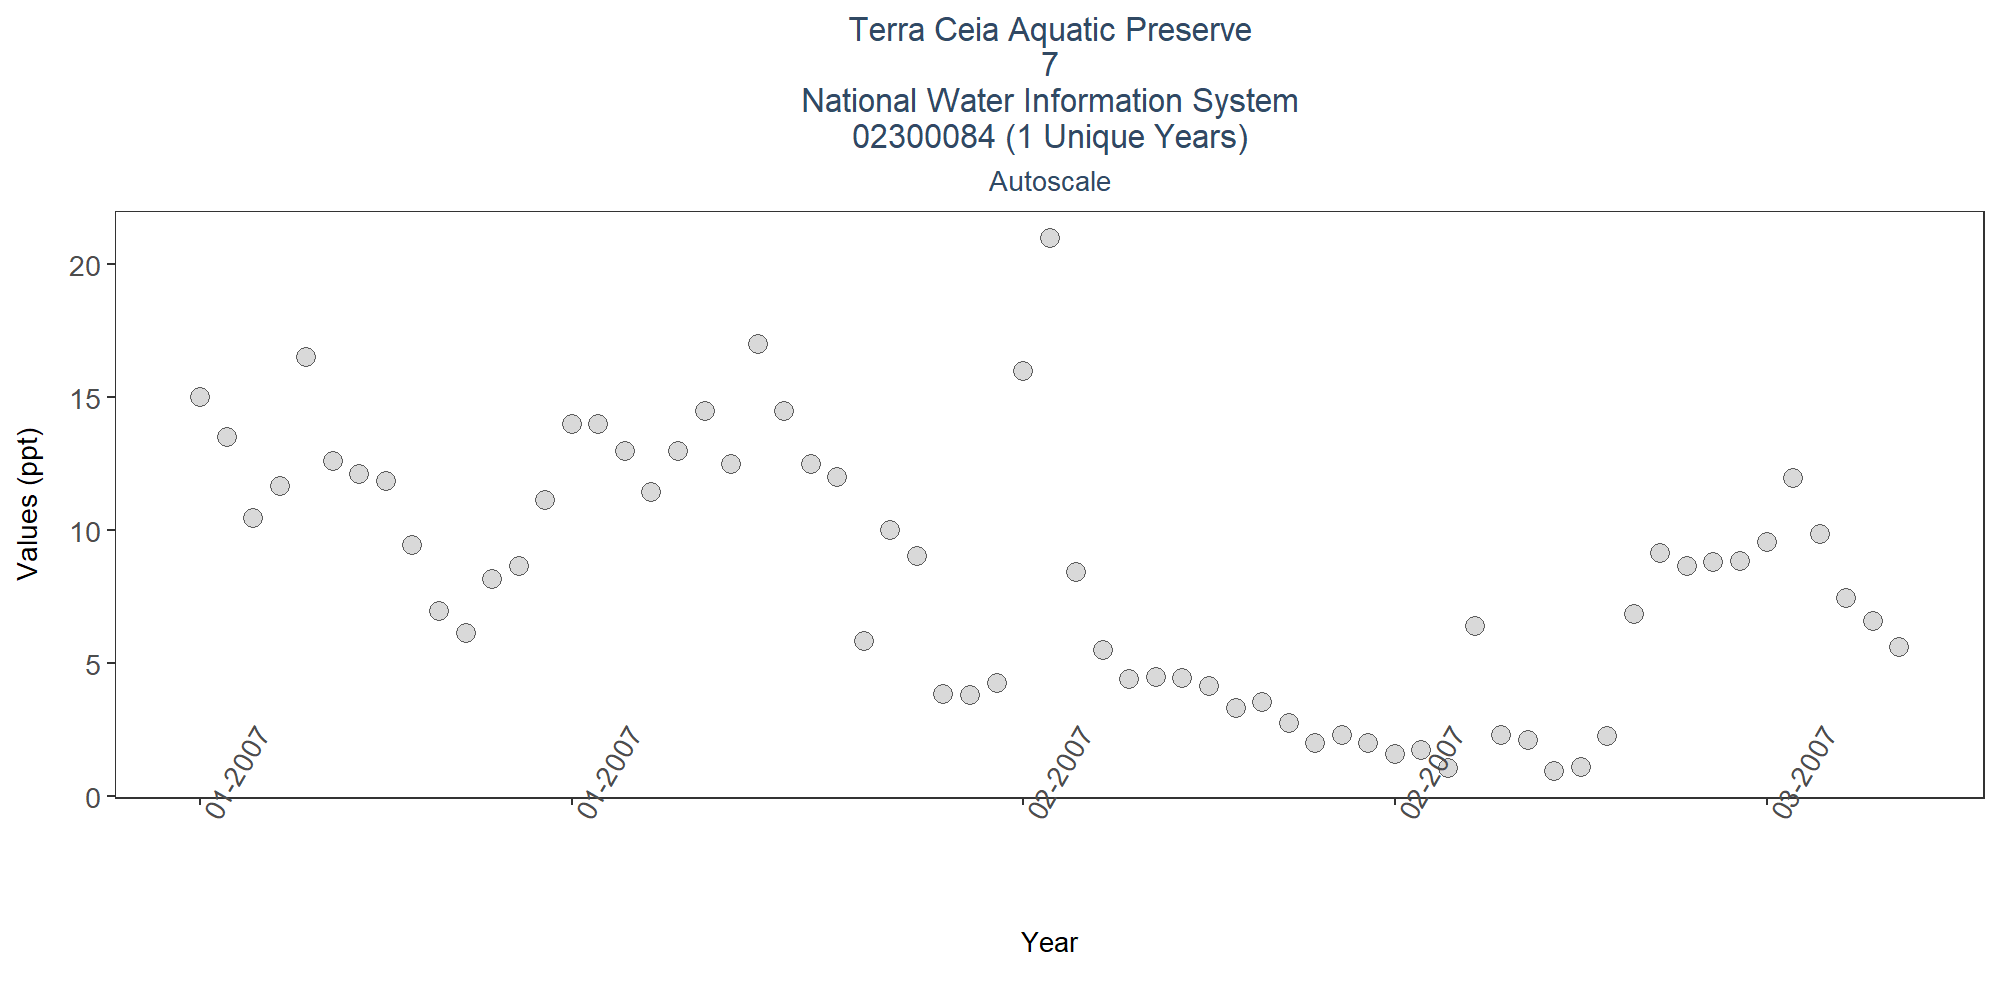 Terra Ceia Aquatic Preserve
7
National Water Information System
02300084 (1 Unique Years)
Autoscale
Values (ppt)
20
15
10
5
0
01-2007
01-2007
02-2007
02-2007
03-2007
Year